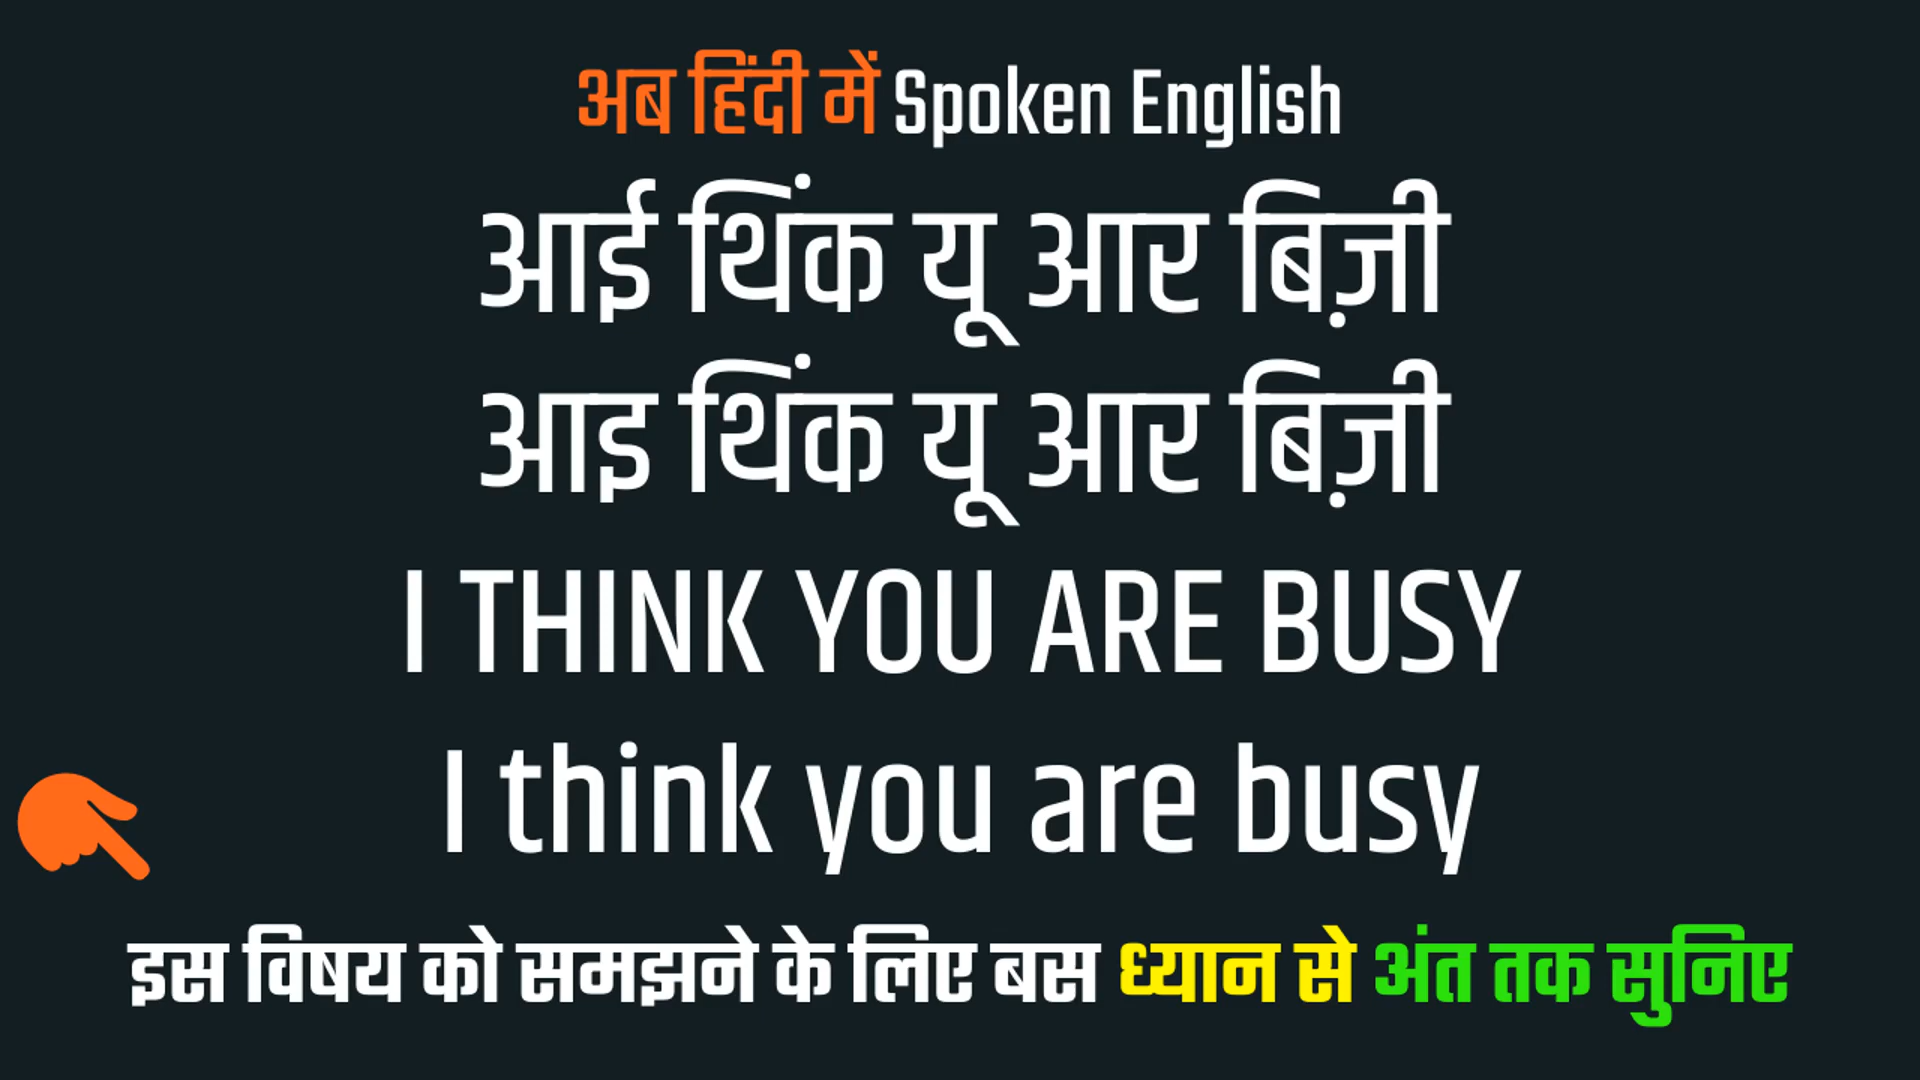 अब हिंदी में Spoken English
आई थिंक यू आर बिज़ी
आइ थिंक यू आर बिज़ी
I THINK YOU ARE BUSY
I think you are busy
इस विषय को समझने के लिए बस ध्यान से अंत तक सुनिए